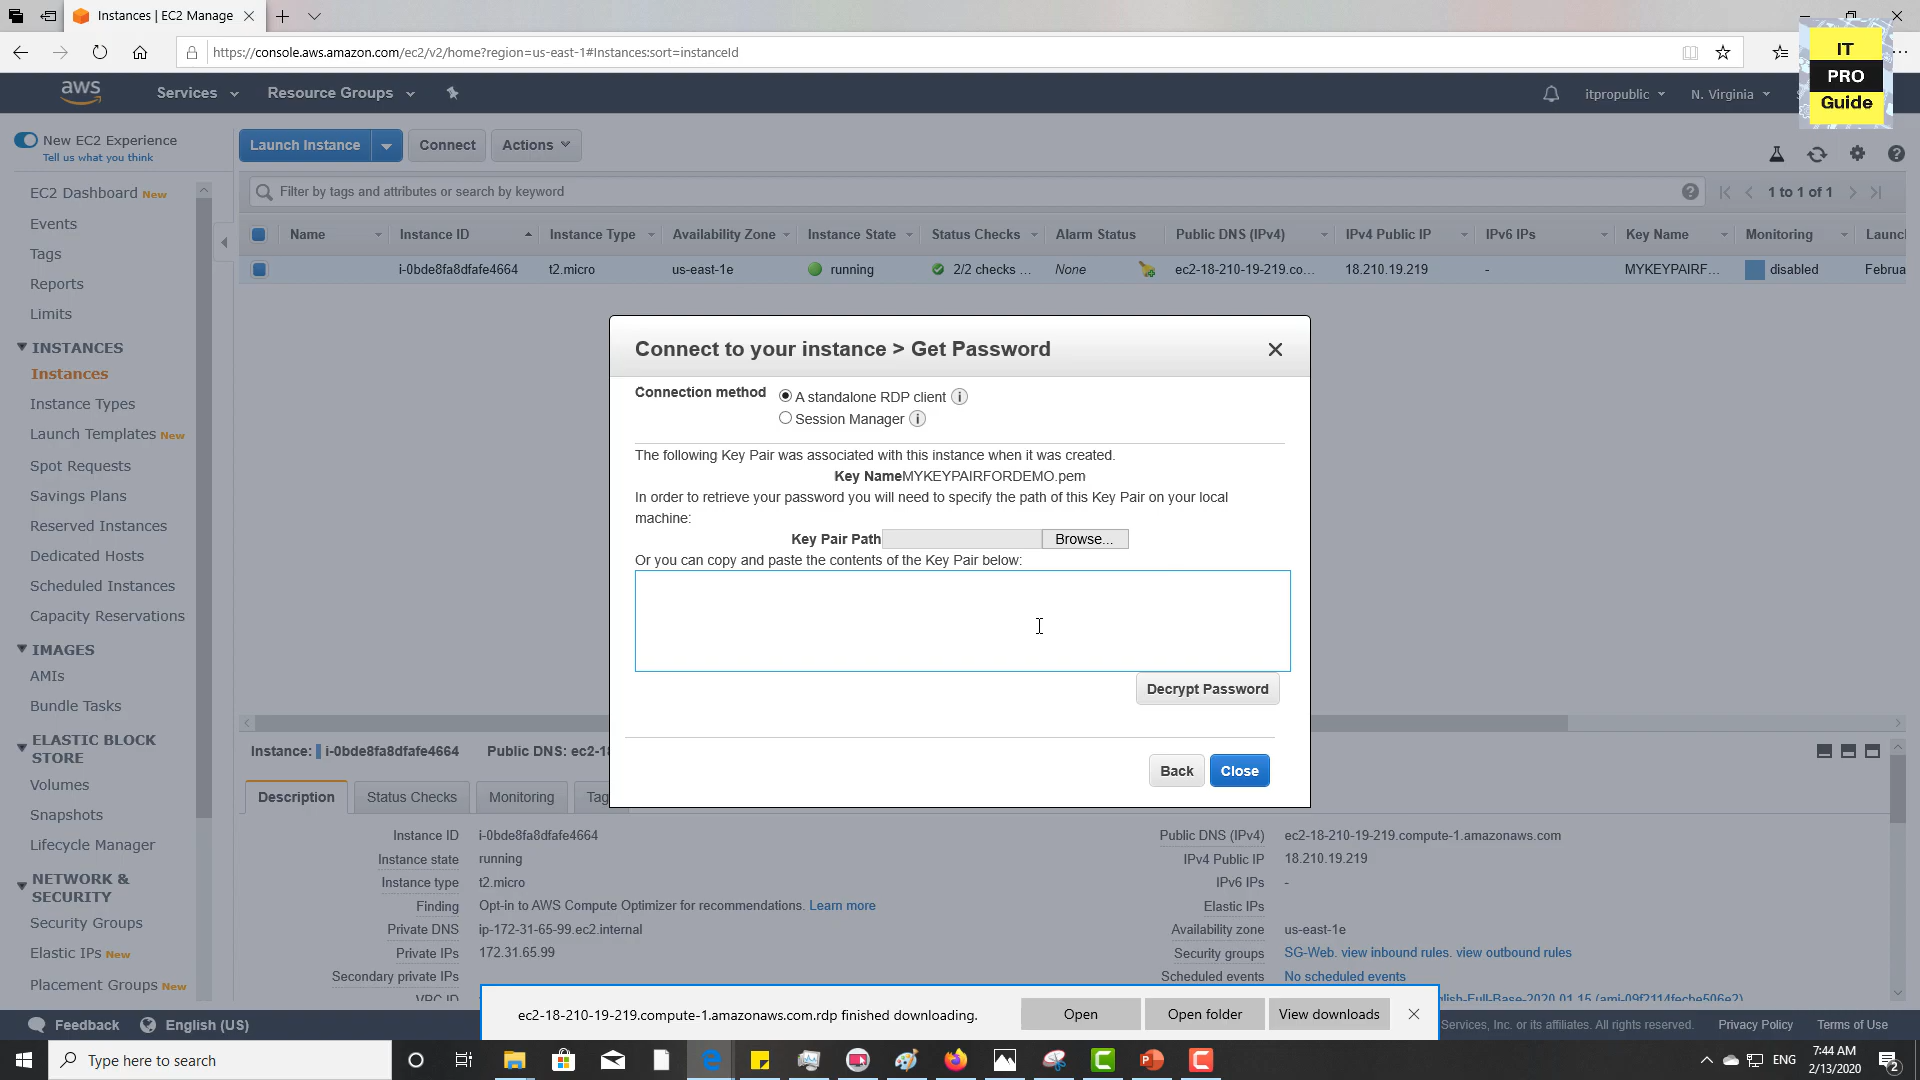 Instances | EC2 Manage
https://console.aws.amazon.com/ec2/v2/home?region=us-east-1#Instances:sort=instanceId
IT
PRO
Guide
aws
Services
Resource Groups
itpropublic
N. Virginia
New EC2 Experience
Tell us what you think
Launch Instance
Connect
Actions
EC2 Dashboard New
Events
Tags
Reports
Limits
INSTANCES
Instances
Instance Types
Launch Templates New
Spot Requests
Savings Plans
Reserved Instances
Dedicated Hosts
Scheduled Instances
Capacity Reservations
IMAGES
AMIs
Bundle Tasks
ELASTIC BLOCK
STORE
Volumes
Snapshots
Lifecycle Manager
NETWORK &
SECURITY
Security Groups
Elastic IPs New
Placement Groups New
Filter by tags and attributes or search by keyword
1 to 1 of 1
Name Instance ID Instance Type Availability Zone Instance State Status Checks Alarm Status Public DNS (IPv4) IPv4 Public IP IPv6 IPs Key Name Monitoring Launc
i-0bde8fa8dfafe4664 t2.micro us-east-1e running 2/2 checks ... None ec2-18-210-19-219.co... 18.210.19.219 - MYKEYPAIRF... disabled Februa
Connect to your instance > Get Password
Connection method
A standalone RDP client
Session Manager
The following Key Pair was associated with this instance when it was created.
Key NameMYKEYPAIRFORDEMO.pem
In order to retrieve your password you will need to specify the path of this Key Pair on your local
machine:
Key Pair Path Browse...
Or you can copy and paste the contents of the Key Pair below:
Decrypt Password
Back Close
Instance: i-0bde8fa8dfafe4664 Public DNS: ec2-1
Description Status Checks Monitoring Tag
Instance ID i-0bde8fa8dfafe4664
Instance state running
Instance type t2.micro
Finding Opt-in to AWS Compute Optimizer for recommendations. Learn more
Private DNS ip-172-31-65-99.ec2.internal
Private IPs 172.31.65.99
Secondary private IPs
VPC ID
Public DNS (IPv4) ec2-18-210-19-219.compute-1.amazonaws.com
IPv4 Public IP 18.210.19.219
IPv6 IPs -
Elastic IPs
Availability zone us-east-1e
Security groups SG-Web. view inbound rules. view outbound rules
Scheduled events No scheduled events
glish-Full-Base-2020.01.15 (ami-09f2114feche506e2)
ec2-18-210-19-219.compute-1.amazonaws.com.rdp finished downloading.
Open Open folder View downloads
Feedback English (US)
Services, Inc. or its affiliates. All rights reserved. Privacy Policy Terms of Use
Type here to search
ENG
7:44 AM
2/13/2020
2